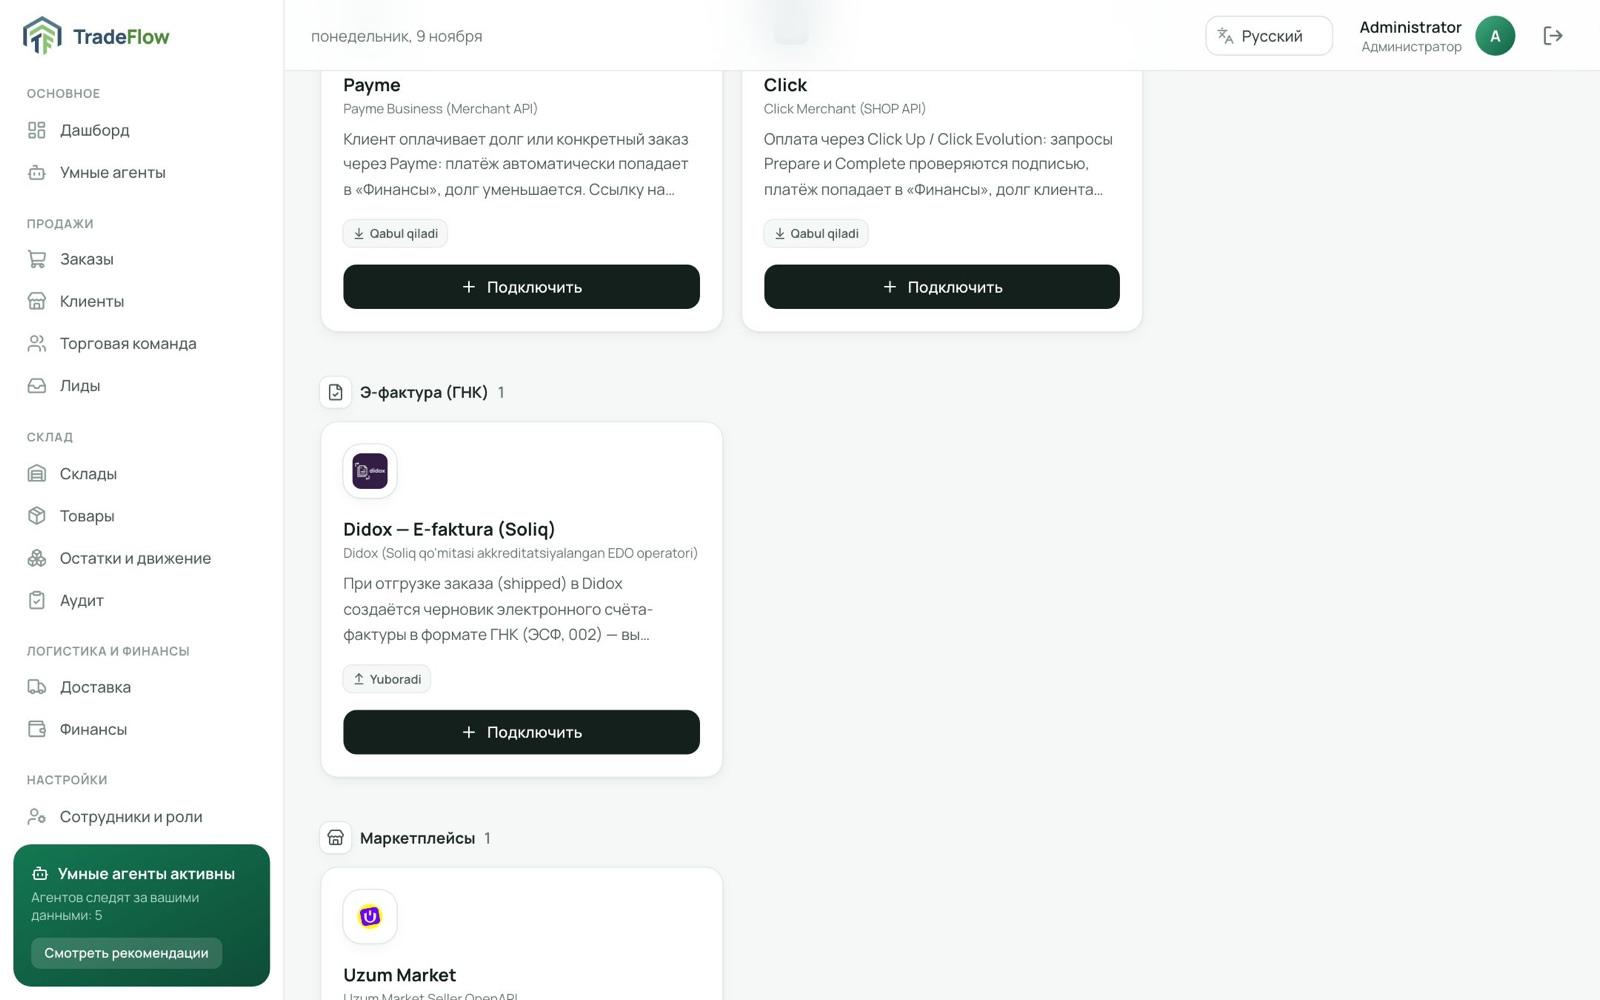 TradeFlow
ОСНОВНОЕ
Дашборд
Умные агенты
ПРОДАЖИ
Заказы
Клиенты
Торговая команда
Лиды
СКЛАД
Склады
Товары
Остатки и движение
Аудит
ЛОГИСТИКА И ФИНАНСЫ
Доставка
Финансы
НАСТРОЙКИ
Сотрудники и роли
Умные агенты активны
Агентов следят за вашими
данными: 5
Смотреть рекомендации
понедельник, 9 ноября
Русский
Administrator
Администратор
A
Payme
Payme Business (Merchant API)
Клиент оплачивает долг или конкретный заказ
через Payme: платёж автоматически попадает
в «Финансы», долг уменьшается. Ссылку на…
Qabul qiladi
Подключить
Click
Click Merchant (SHOP API)
Оплата через Click Up / Click Evolution: запросы
Prepare и Complete проверяются подписью,
платёж попадает в «Финансы», долг клиента…
Qabul qiladi
Подключить
Э-фактура (ГНК) 1
didox
Didox — E-faktura (Soliq)
Didox (Soliq qo'mitasi akkreditatsiyalangan EDO operatori)
При отгрузке заказа (shipped) в Didox
создаётся черновик электронного счёта-
фактуры в формате ГНК (ЭСФ, 002) — вы…
Yuboradi
Подключить
Маркетплейсы 1
Uzum Market
Uzum Market Seller OpenAPI